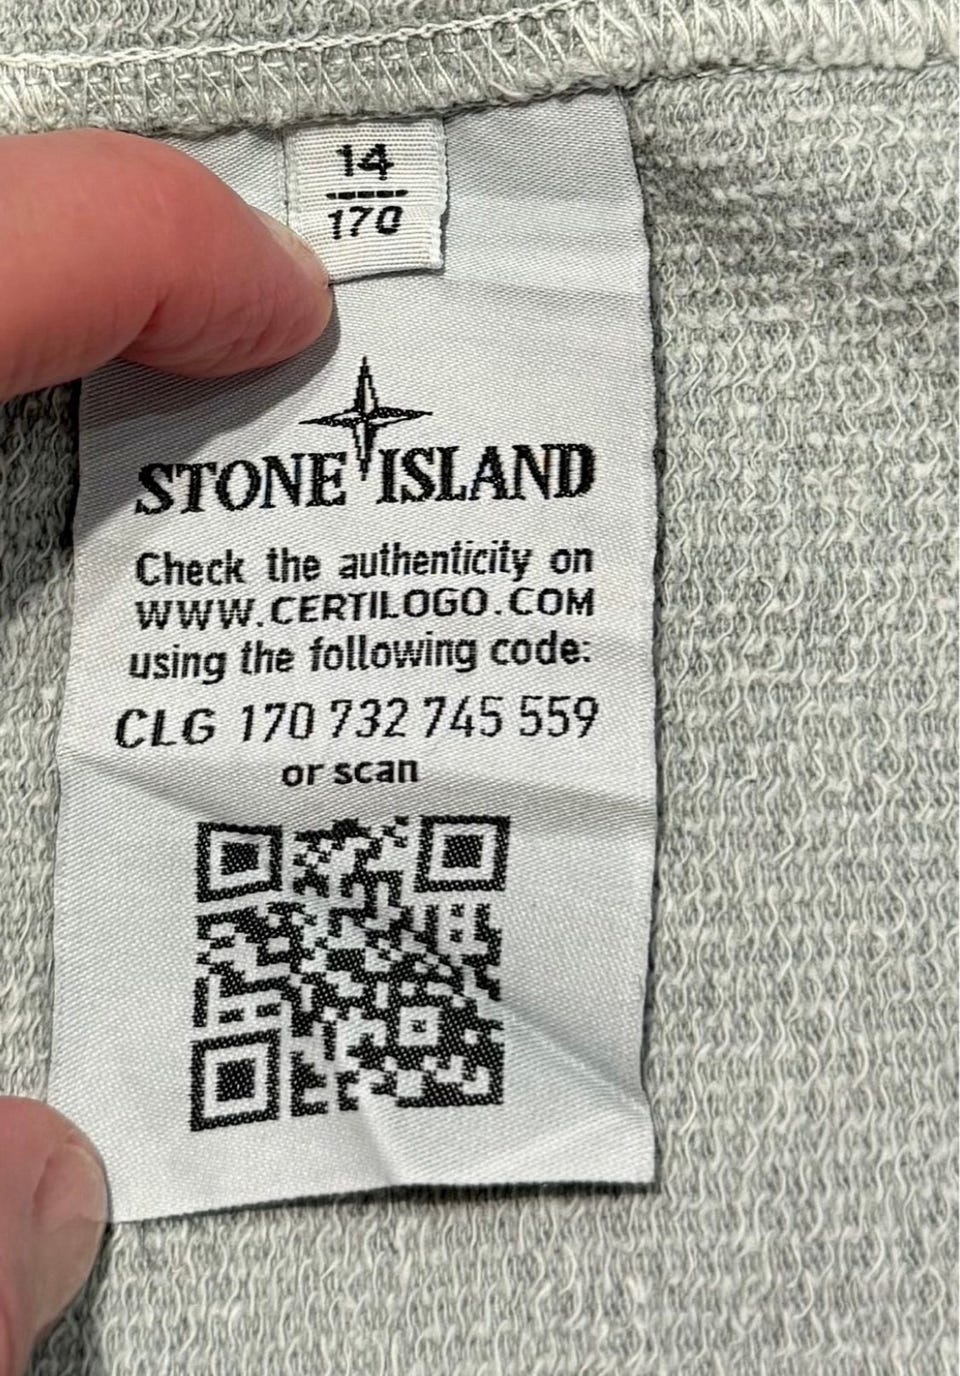 14
170
STONE ISLAND
Check the authenticity on
WWW.CERTILOGO.COM
using the following code:
CLG 170 732 745 559
or scan